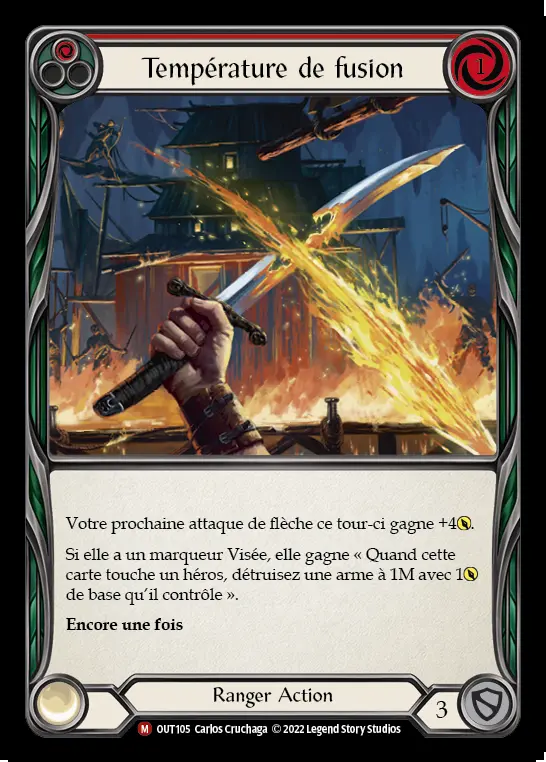 Température de fusion
1
Votre prochaine attaque de flèche ce tour-ci gagne +4.
Si elle a un marqueur Visée, elle gagne « Quand cette
carte touche un héros, détruisez une arme à 1M avec 1
de base qu'il contrôle ».
Encore une fois
Ranger Action
3
M OUT105 Carlos Cruchaga © 2022 Legend Story Studios